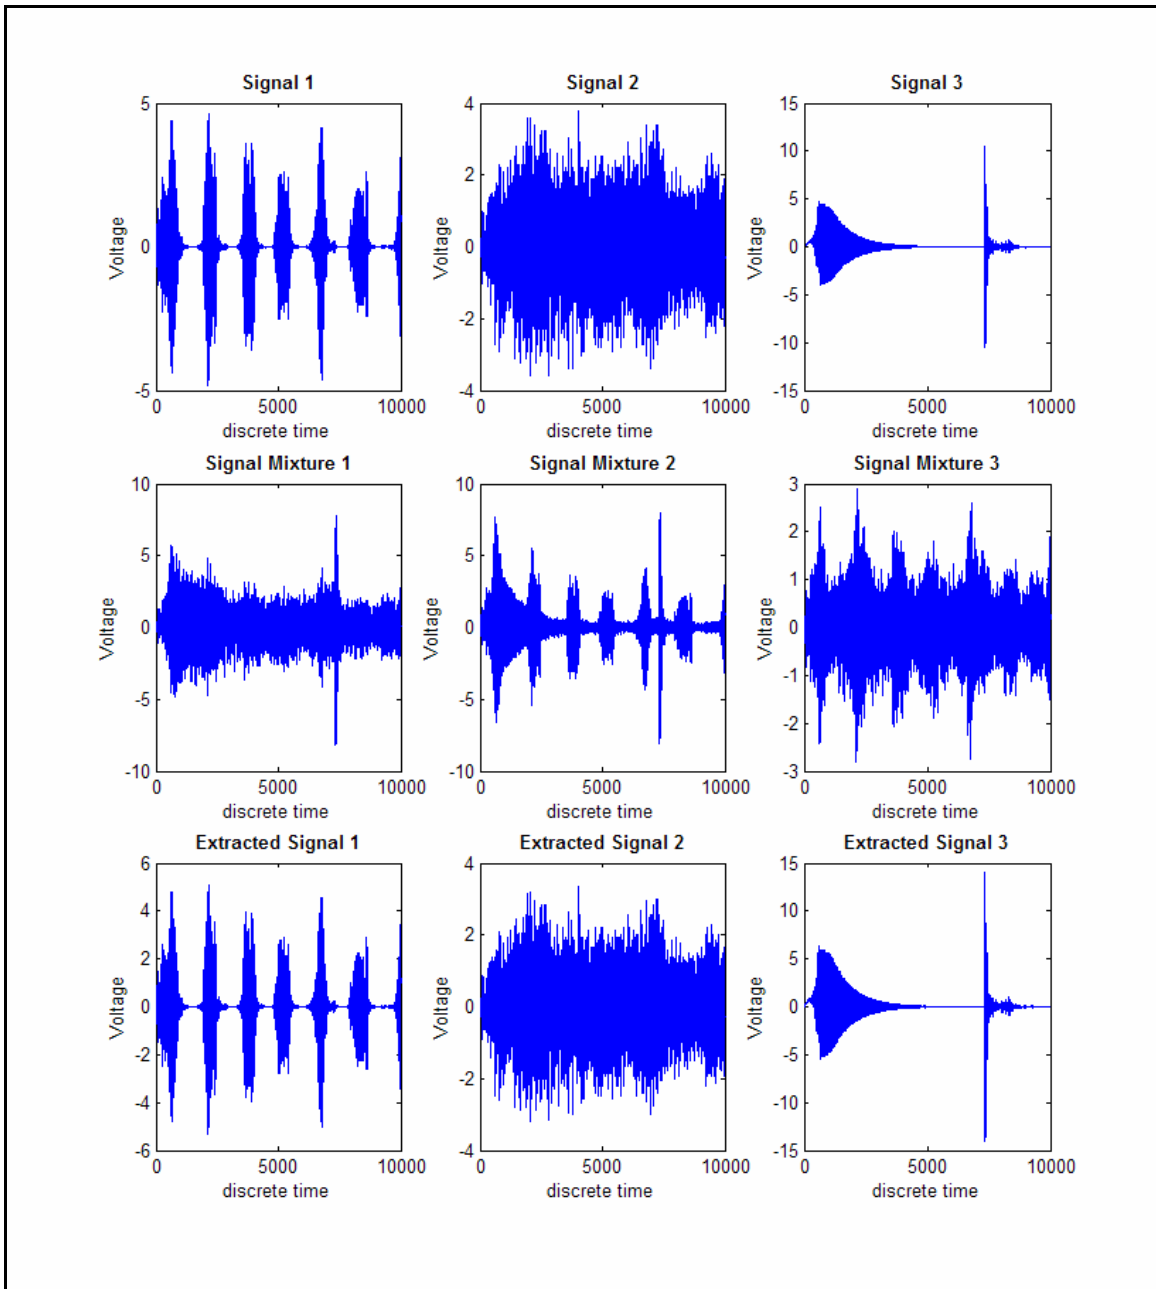 Signal 1 Signal 2 Signal 3
5 4 15
10
2 5
0 0 0
-5
-2 -10
-5 -4 -15
0 5000 10000 0 5000 10000 0 5000 10000
discrete time discrete time discrete time
Voltage Voltage Voltage
Signal Mixture 1 Signal Mixture 2 Signal Mixture 3
10 10 3
2
5 5 1
0 0 0
-5 -5 -1
-2
-10 -10 -3
0 5000 10000 0 5000 10000 0 5000 10000
discrete time discrete time discrete time
Voltage Voltage Voltage
Extracted Signal 1 Extracted Signal 2 Extracted Signal 3
6 4 15
4 2 10
2 5
0 0 0
-2 -5
-4 -2 -10
-6 -4 -15
0 5000 10000 0 5000 10000 0 5000 10000
discrete time discrete time discrete time
Voltage Voltage Voltage